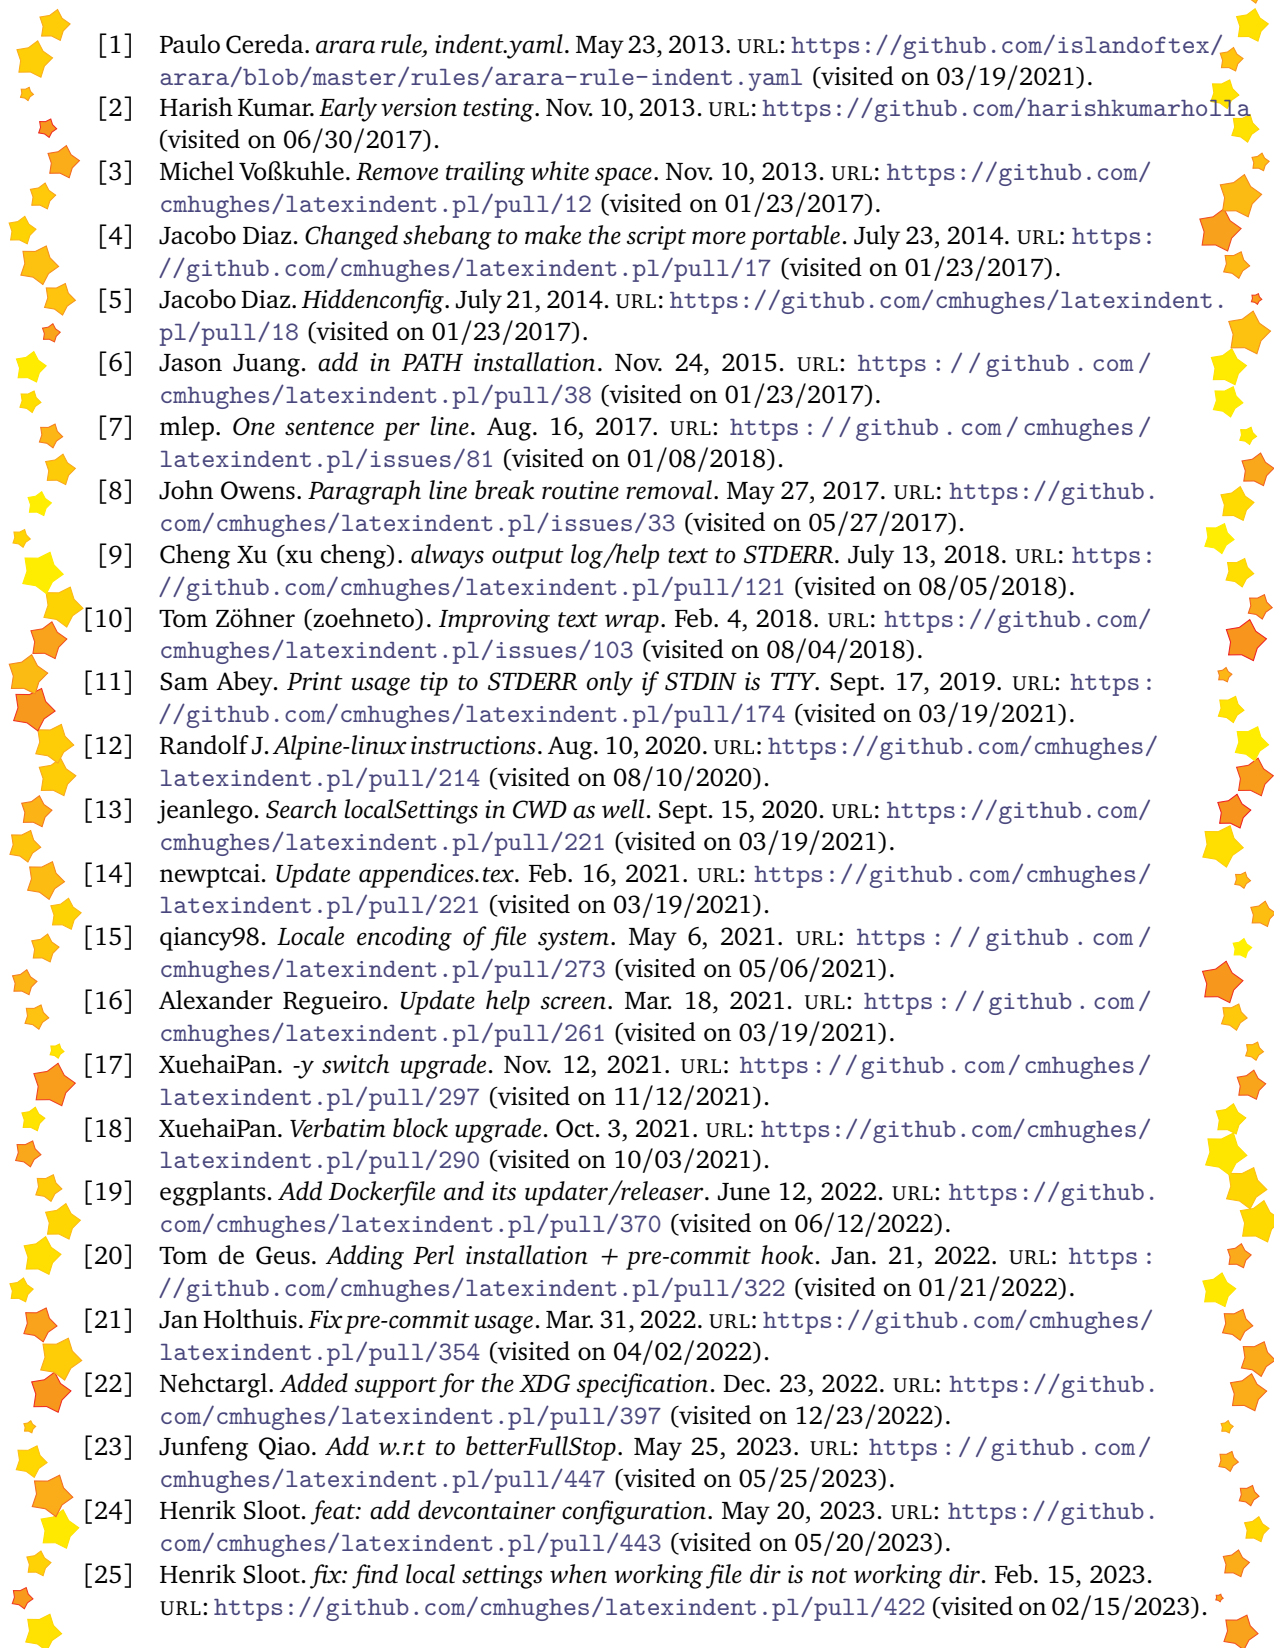 [1] Paulo Cereda. arara rule, indent.yaml. May 23, 2013. URL: https://github.com/islandoftex/
arara/blob/master/rules/arara-rule-indent.yaml (visited on 03/19/2021).
[2] Harish Kumar. Early version testing. Nov. 10, 2013. URL: https://github.com/harishkumarholla
(visited on 06/30/2017).
[3] Michel Voßkuhle. Remove trailing white space. Nov. 10, 2013. URL: https://github.com/
cmhughes/latexindent.pl/pull/12 (visited on 01/23/2017).
[4] Jacobo Diaz. Changed shebang to make the script more portable. July 23, 2014. URL: https:
//github.com/cmhughes/latexindent.pl/pull/17 (visited on 01/23/2017).
[5] Jacobo Diaz. Hiddenconfig. July 21, 2014. URL: https://github.com/cmhughes/latexindent.
pl/pull/18 (visited on 01/23/2017).
[6] Jason Juang. add in PATH installation. Nov. 24, 2015. URL: https://github.com/
cmhughes/latexindent.pl/pull/38 (visited on 01/23/2017).
[7] mlep. One sentence per line. Aug. 16, 2017. URL: https://github.com/cmhughes/
latexindent.pl/issues/81 (visited on 01/08/2018).
[8] John Owens. Paragraph line break routine removal. May 27, 2017. URL: https://github.
com/cmhughes/latexindent.pl/issues/33 (visited on 05/27/2017).
[9] Cheng Xu (xu cheng). always output log/help text to STDERR. July 13, 2018. URL: https:
//github.com/cmhughes/latexindent.pl/pull/121 (visited on 08/05/2018).
[10] Tom Zöhner (zoehneto). Improving text wrap. Feb. 4, 2018. URL: https://github.com/
cmhughes/latexindent.pl/issues/103 (visited on 08/04/2018).
[11] Sam Abey. Print usage tip to STDERR only if STDIN is TTY. Sept. 17, 2019. URL: https:
//github.com/cmhughes/latexindent.pl/pull/174 (visited on 03/19/2021).
[12] Randolf J. Alpine-linux instructions. Aug. 10, 2020. URL: https://github.com/cmhughes/
latexindent.pl/pull/214 (visited on 08/10/2020).
[13] jeanlego. Search localSettings in CWD as well. Sept. 15, 2020. URL: https://github.com/
cmhughes/latexindent.pl/pull/221 (visited on 03/19/2021).
[14] newptcai. Update appendices.tex. Feb. 16, 2021. URL: https://github.com/cmhughes/
latexindent.pl/pull/221 (visited on 03/19/2021).
[15] qiancy98. Locale encoding of file system. May 6, 2021. URL: https://github.com/
cmhughes/latexindent.pl/pull/273 (visited on 05/06/2021).
[16] Alexander Regueiro. Update help screen. Mar. 18, 2021. URL: https://github.com/
cmhughes/latexindent.pl/pull/261 (visited on 03/19/2021).
[17] XuehaiPan. -y switch upgrade. Nov. 12, 2021. URL: https://github.com/cmhughes/
latexindent.pl/pull/297 (visited on 11/12/2021).
[18] XuehaiPan. Verbatim block upgrade. Oct. 3, 2021. URL: https://github.com/cmhughes/
latexindent.pl/pull/290 (visited on 10/03/2021).
[19] eggplants. Add Dockerfile and its updater/releaser. June 12, 2022. URL: https://github.
com/cmhughes/latexindent.pl/pull/370 (visited on 06/12/2022).
[20] Tom de Geus. Adding Perl installation + pre-commit hook. Jan. 21, 2022. URL: https:
//github.com/cmhughes/latexindent.pl/pull/322 (visited on 01/21/2022).
[21] Jan Holthuis. Fix pre-commit usage. Mar. 31, 2022. URL: https://github.com/cmhughes/
latexindent.pl/pull/354 (visited on 04/02/2022).
[22] Nehctargl. Added support for the XDG specification. Dec. 23, 2022. URL: https://github.
com/cmhughes/latexindent.pl/pull/397 (visited on 12/23/2022).
[23] Junfeng Qiao. Add w.r.t to betterFullStop. May 25, 2023. URL: https://github.com/
cmhughes/latexindent.pl/pull/447 (visited on 05/25/2023).
[24] Henrik Sloot. feat: add devcontainer configuration. May 20, 2023. URL: https://github.
com/cmhughes/latexindent.pl/pull/443 (visited on 05/20/2023).
[25] Henrik Sloot. fix: find local settings when working file dir is not working dir. Feb. 15, 2023.
URL: https://github.com/cmhughes/latexindent.pl/pull/422 (visited on 02/15/2023).